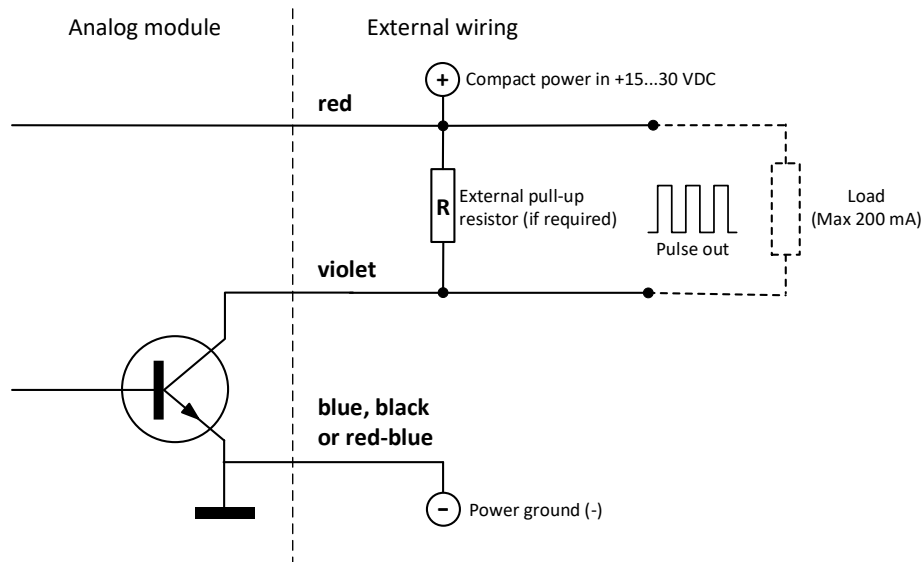 Analog module
External wiring
+
Compact power in +15...30 VDC
red
R
External pull-up
resistor (if required)
Pulse out
Load
(Max 200 mA)
violet
blue, black
or red-blue
−
Power ground (-)